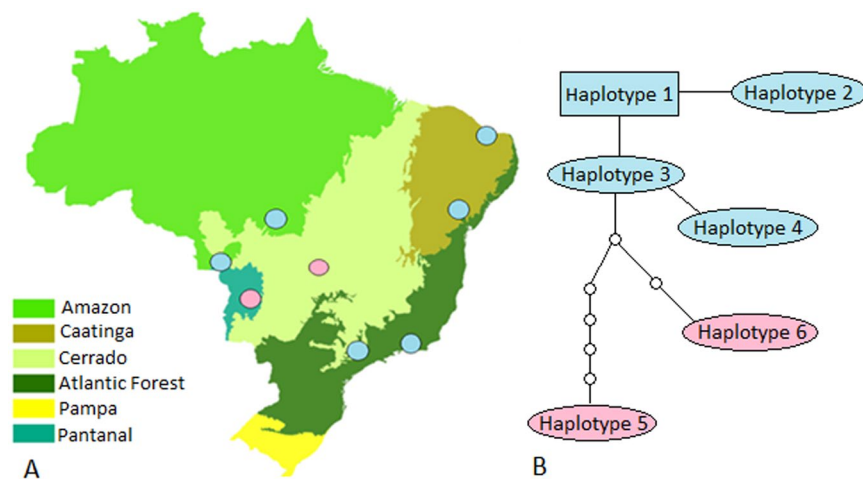 Amazon
Caatinga
Cerrado
Atlantic Forest
Pampa
Pantanal
A
Haplotype 1
Haplotype 2
Haplotype 3
Haplotype 4
Haplotype 6
Haplotype 5
B